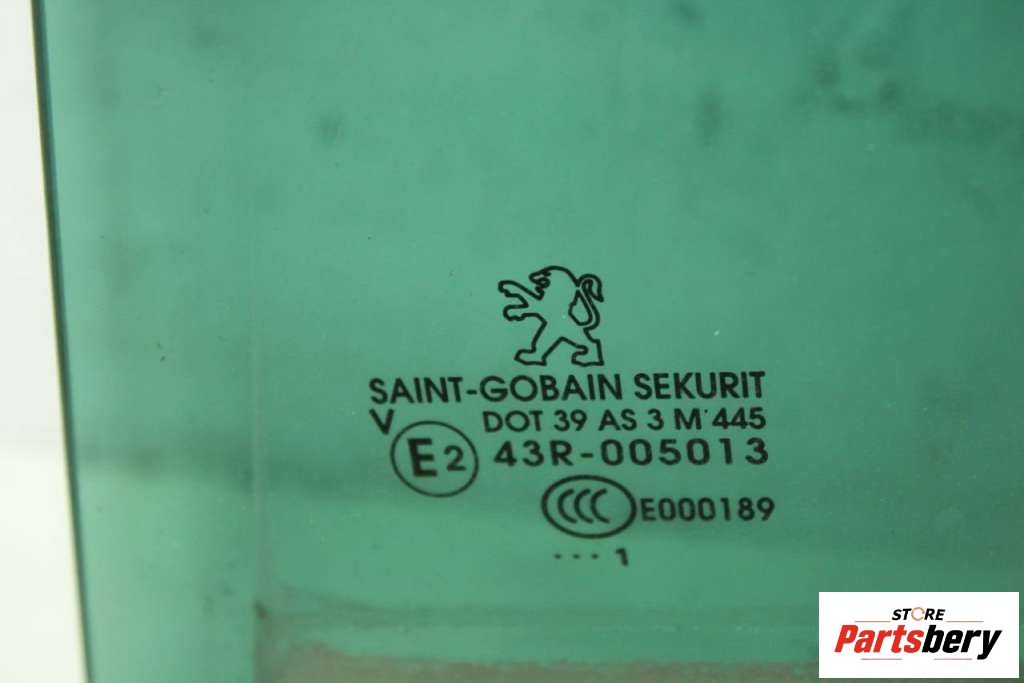 SAINT-GOBAIN SEKURIT
V DOT 39 AS 3 M 445
E2 43R-005013
CCC E000189
... 1
STORE
Partsbery